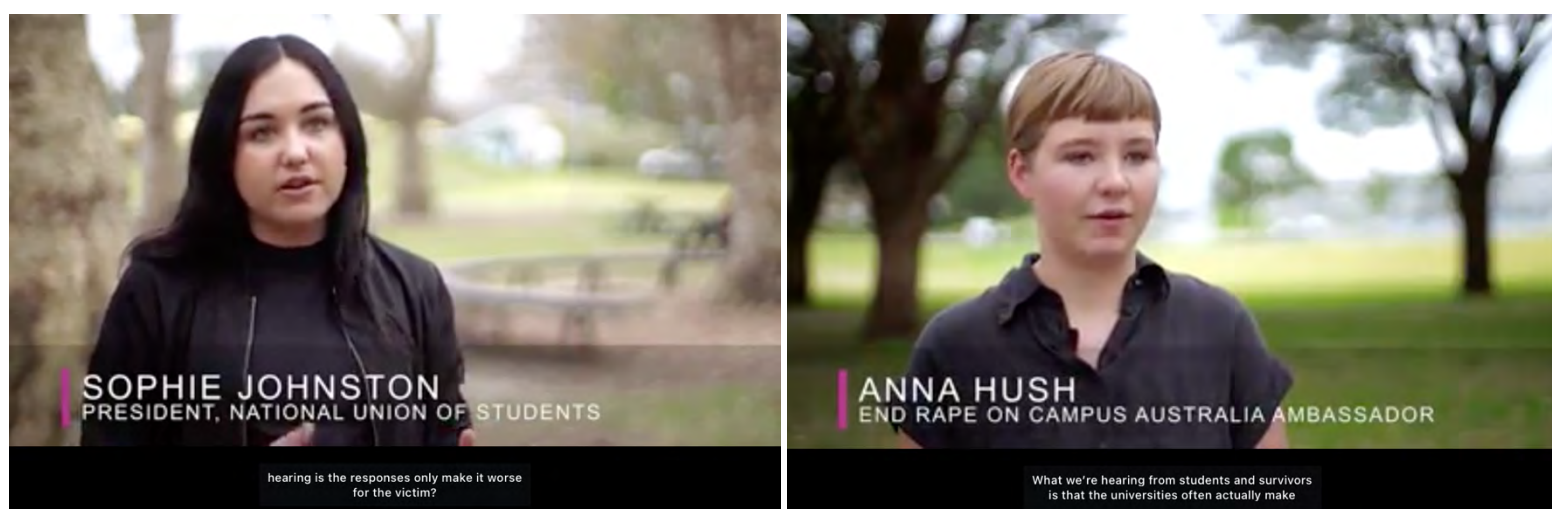 SOPHIE JOHNSTON
PRESIDENT, NATIONAL UNION OF STUDENTS
hearing is the responses only make it worse
for the victim?
ANNA HUSH
END RAPE ON CAMPUS AUSTRALIA AMBASSADOR
What we're hearing from students and survivors
is that the universities often actually make